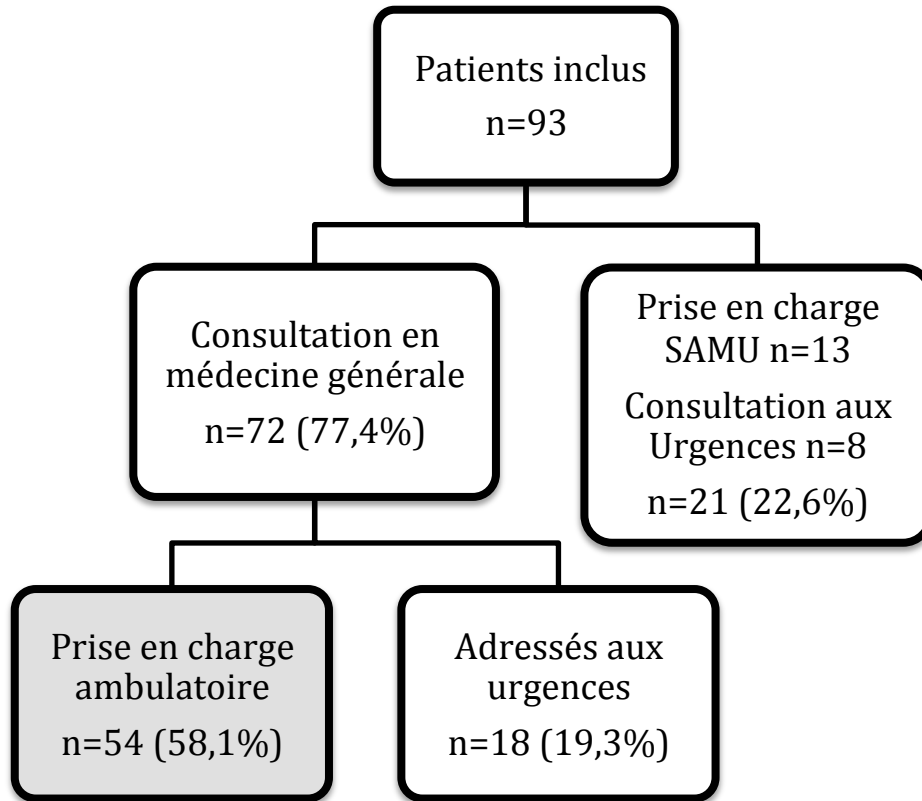 Patients inclus
n=93
Consultation en
médecine générale
n=72 (77,4%)
Prise en charge
SAMU n=13
Consultation aux
Urgences n=8
n=21 (22,6%)
Prise en charge
ambulatoire
n=54 (58,1%)
Adressés aux
urgences
n=18 (19,3%)